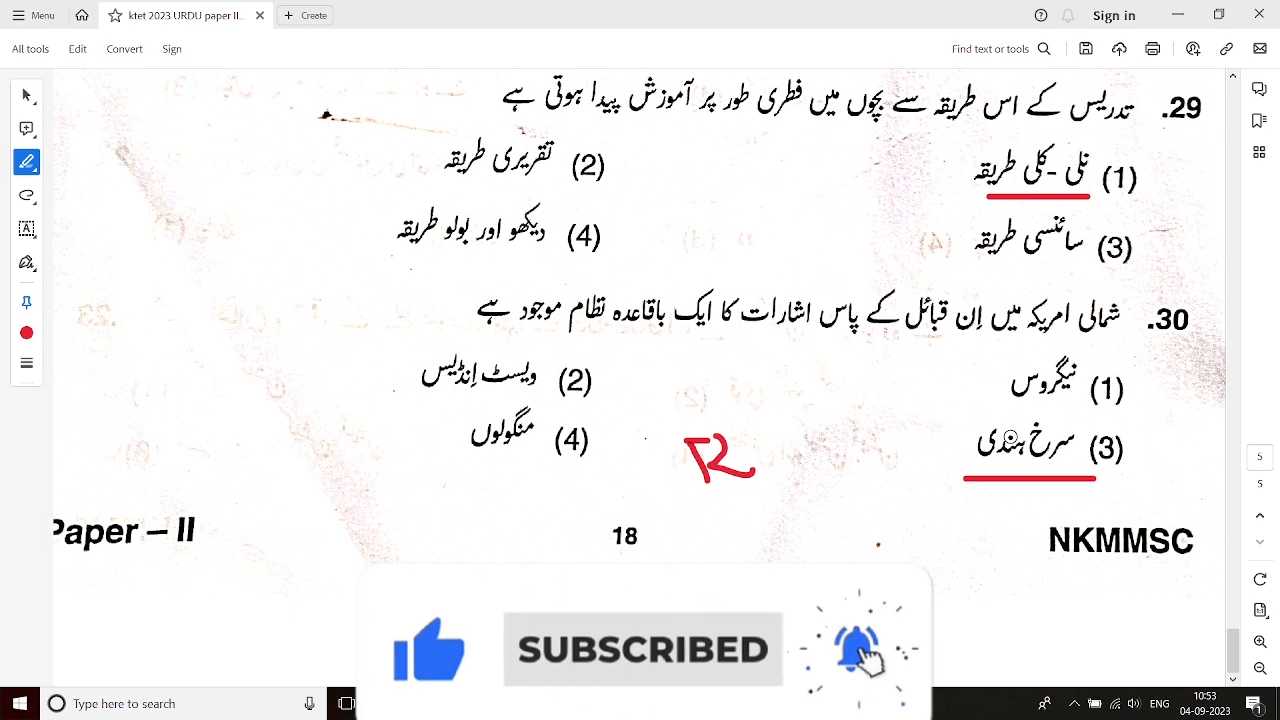 Menu
ktet 2023 URDU paper II..
Create
Sign in
All tools
Edit
Convert
Sign
Find text or tools
29. تدریس کے اس طریقہ سے بچوں میں فطری طور پر آموزش پیدا ہوتی ہے
(1) نلی -کلی طریقہ
(2) تقریری طریقہ
(3) سائنسی طریقہ
(4) دیکھو اور بولو طریقہ
30. شمالی امریکہ میں اِن قبائل کے پاس اشارات کا ایک باقاعدہ نظام موجود ہے
(1) نیگروس
(2) ویسٹ اِنڈیس
(3) سرخ ہندی
(4) منگولوں
R
Paper – II
18
NKMMSC
5
5
SUBSCRIBED
Type here to search
ENG
10:53
04-09-2023